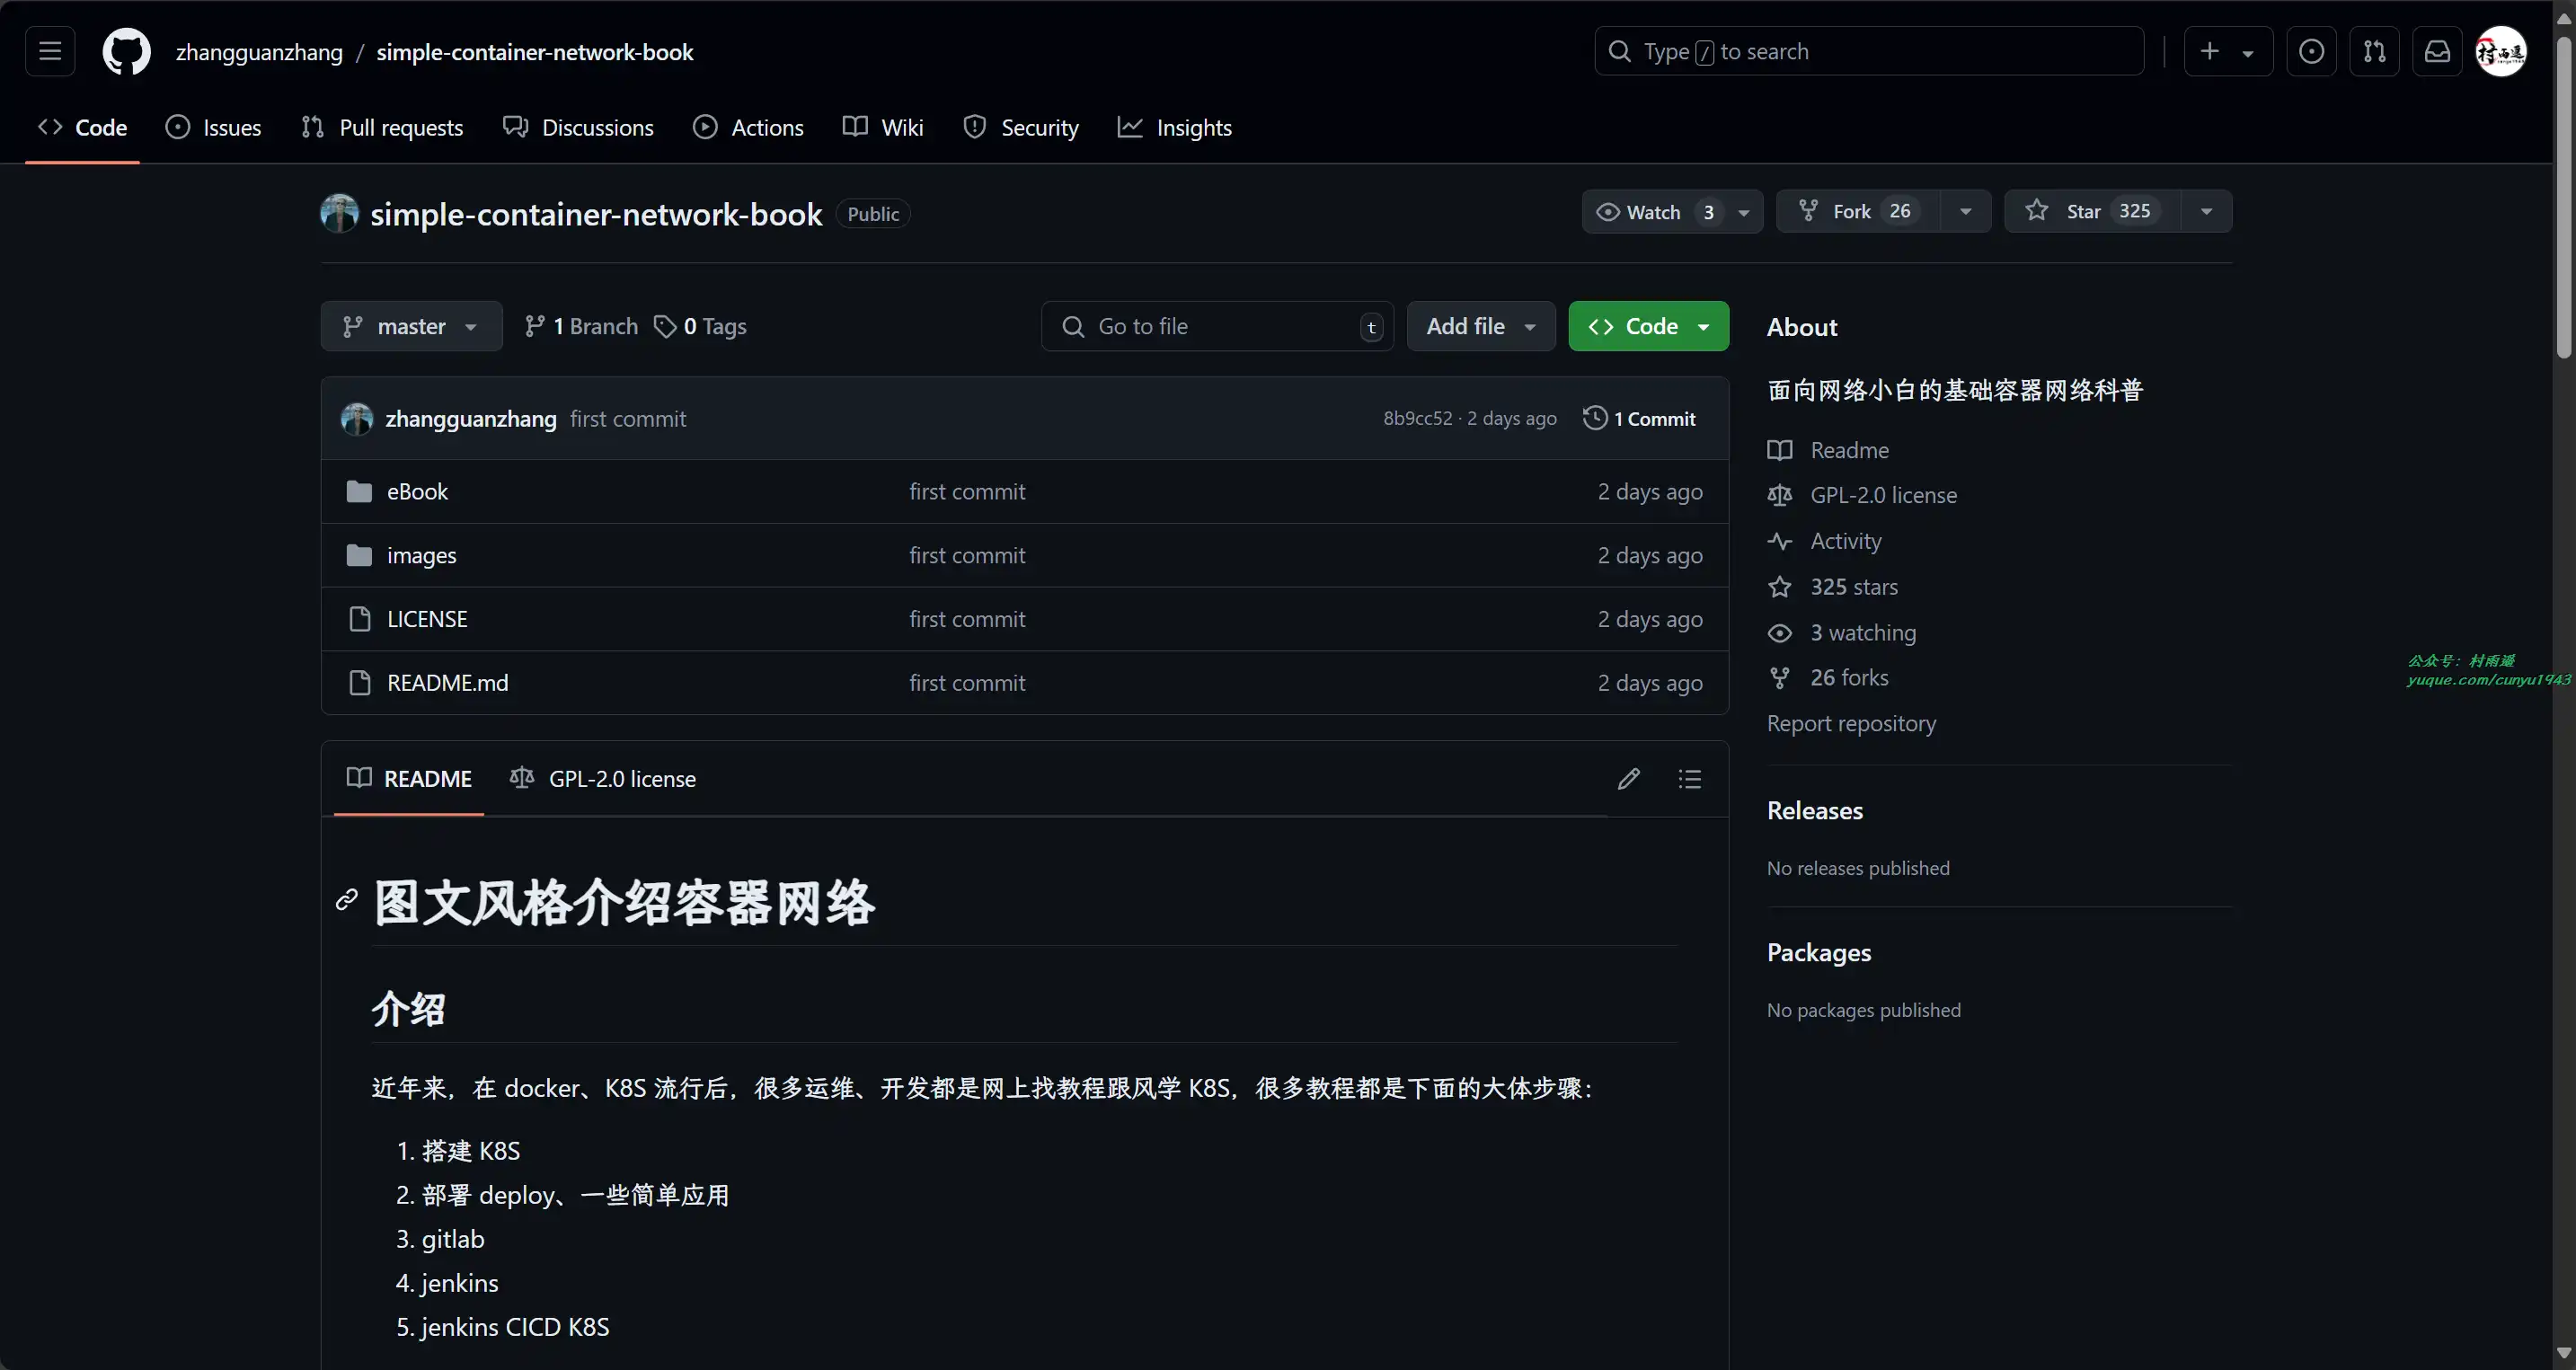 zhangguanzhang / simple-container-network-book
Type / to search
Code Issues Pull requests Discussions Actions Wiki Security Insights
simple-container-network-book Public
Watch 3 Fork 26 Star 325
master 1 Branch 0 Tags Go to file t Add file Code
zhangguanzhang first commit 8b9cc52 · 2 days ago 1 Commit
eBook first commit 2 days ago
images first commit 2 days ago
LICENSE first commit 2 days ago
README.md first commit 2 days ago
README GPL-2.0 license
图文风格介绍容器网络
介绍
近年来，在 docker、K8S 流行后，很多运维、开发都是网上找教程跟风学 K8S，很多教程都是下面的大体步骤：
1. 搭建 K8S
2. 部署 deploy、一些简单应用
3. gitlab
4. jenkins
5. jenkins CICD K8S
About
面向网络小白的基础容器网络科普
Readme
GPL-2.0 license
Activity
325 stars
3 watching
26 forks
Report repository
Releases
No releases published
Packages
No packages published
公众号：村雨遥
yuque.com/cunyu1943